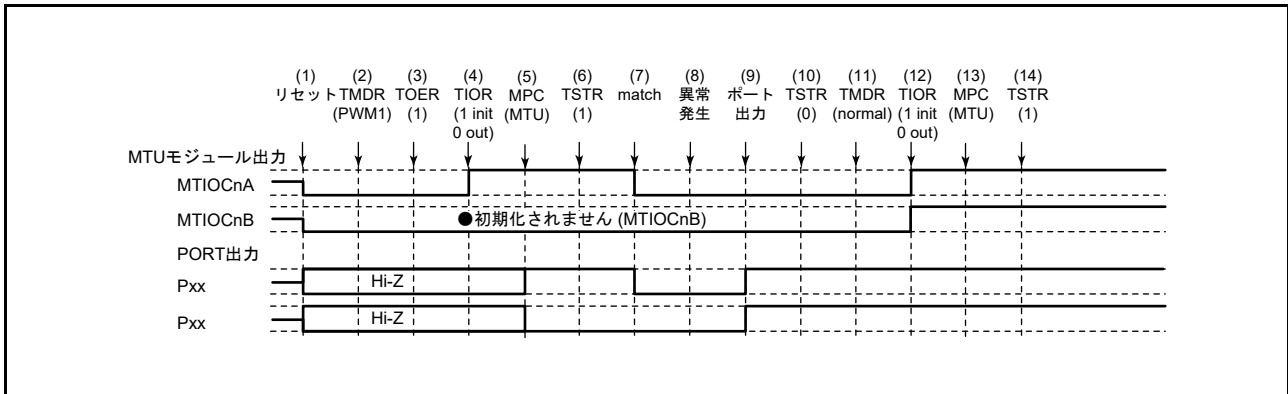 (1) (2) (3) (4) (5) (6) (7) (8) (9) (10) (11) (12) (13) (14)
リセット TMDR TOER TIOR MPC TSTR match 異常 ポート TSTR TMDR TIOR MPC TSTR
(PWM1) (1) (1 init (MTU) (1) 発生 出力 (0) (normal) (1 init (MTU) (1)
0 out) 0 out)
MTUモジュール出力
MTIOCnA
MTIOCnB ●初期化されません (MTIOCnB)
PORT出力
Pxx Hi-Z
Pxx Hi-Z